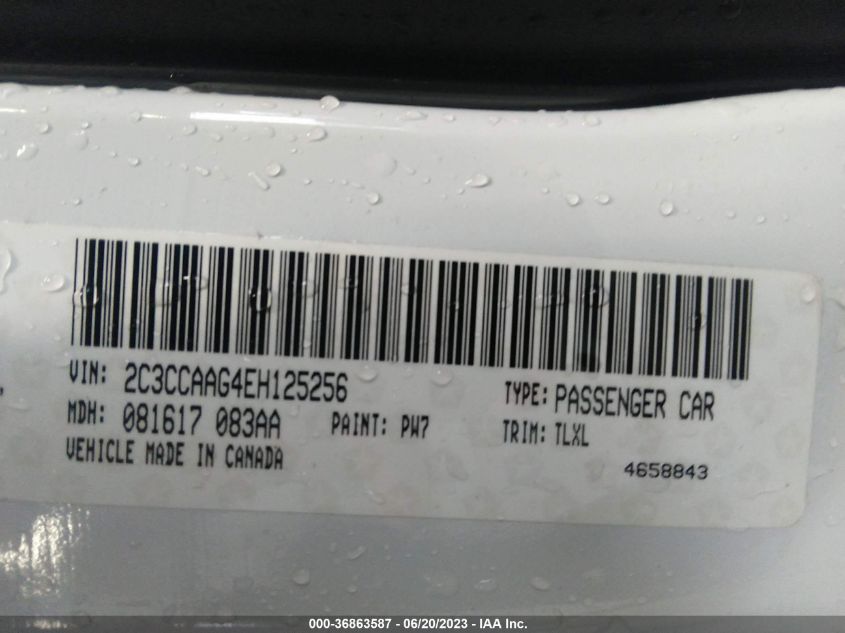 VIN: 2C3CCAAG4EH125256 TYPE: PASSENGER CAR
MDH: 081617 083AA PAINT: PW7 TRIM: TLXL
VEHICLE MADE IN CANADA 4658843
000-36863587 - 06/20/2023 - IAA Inc.